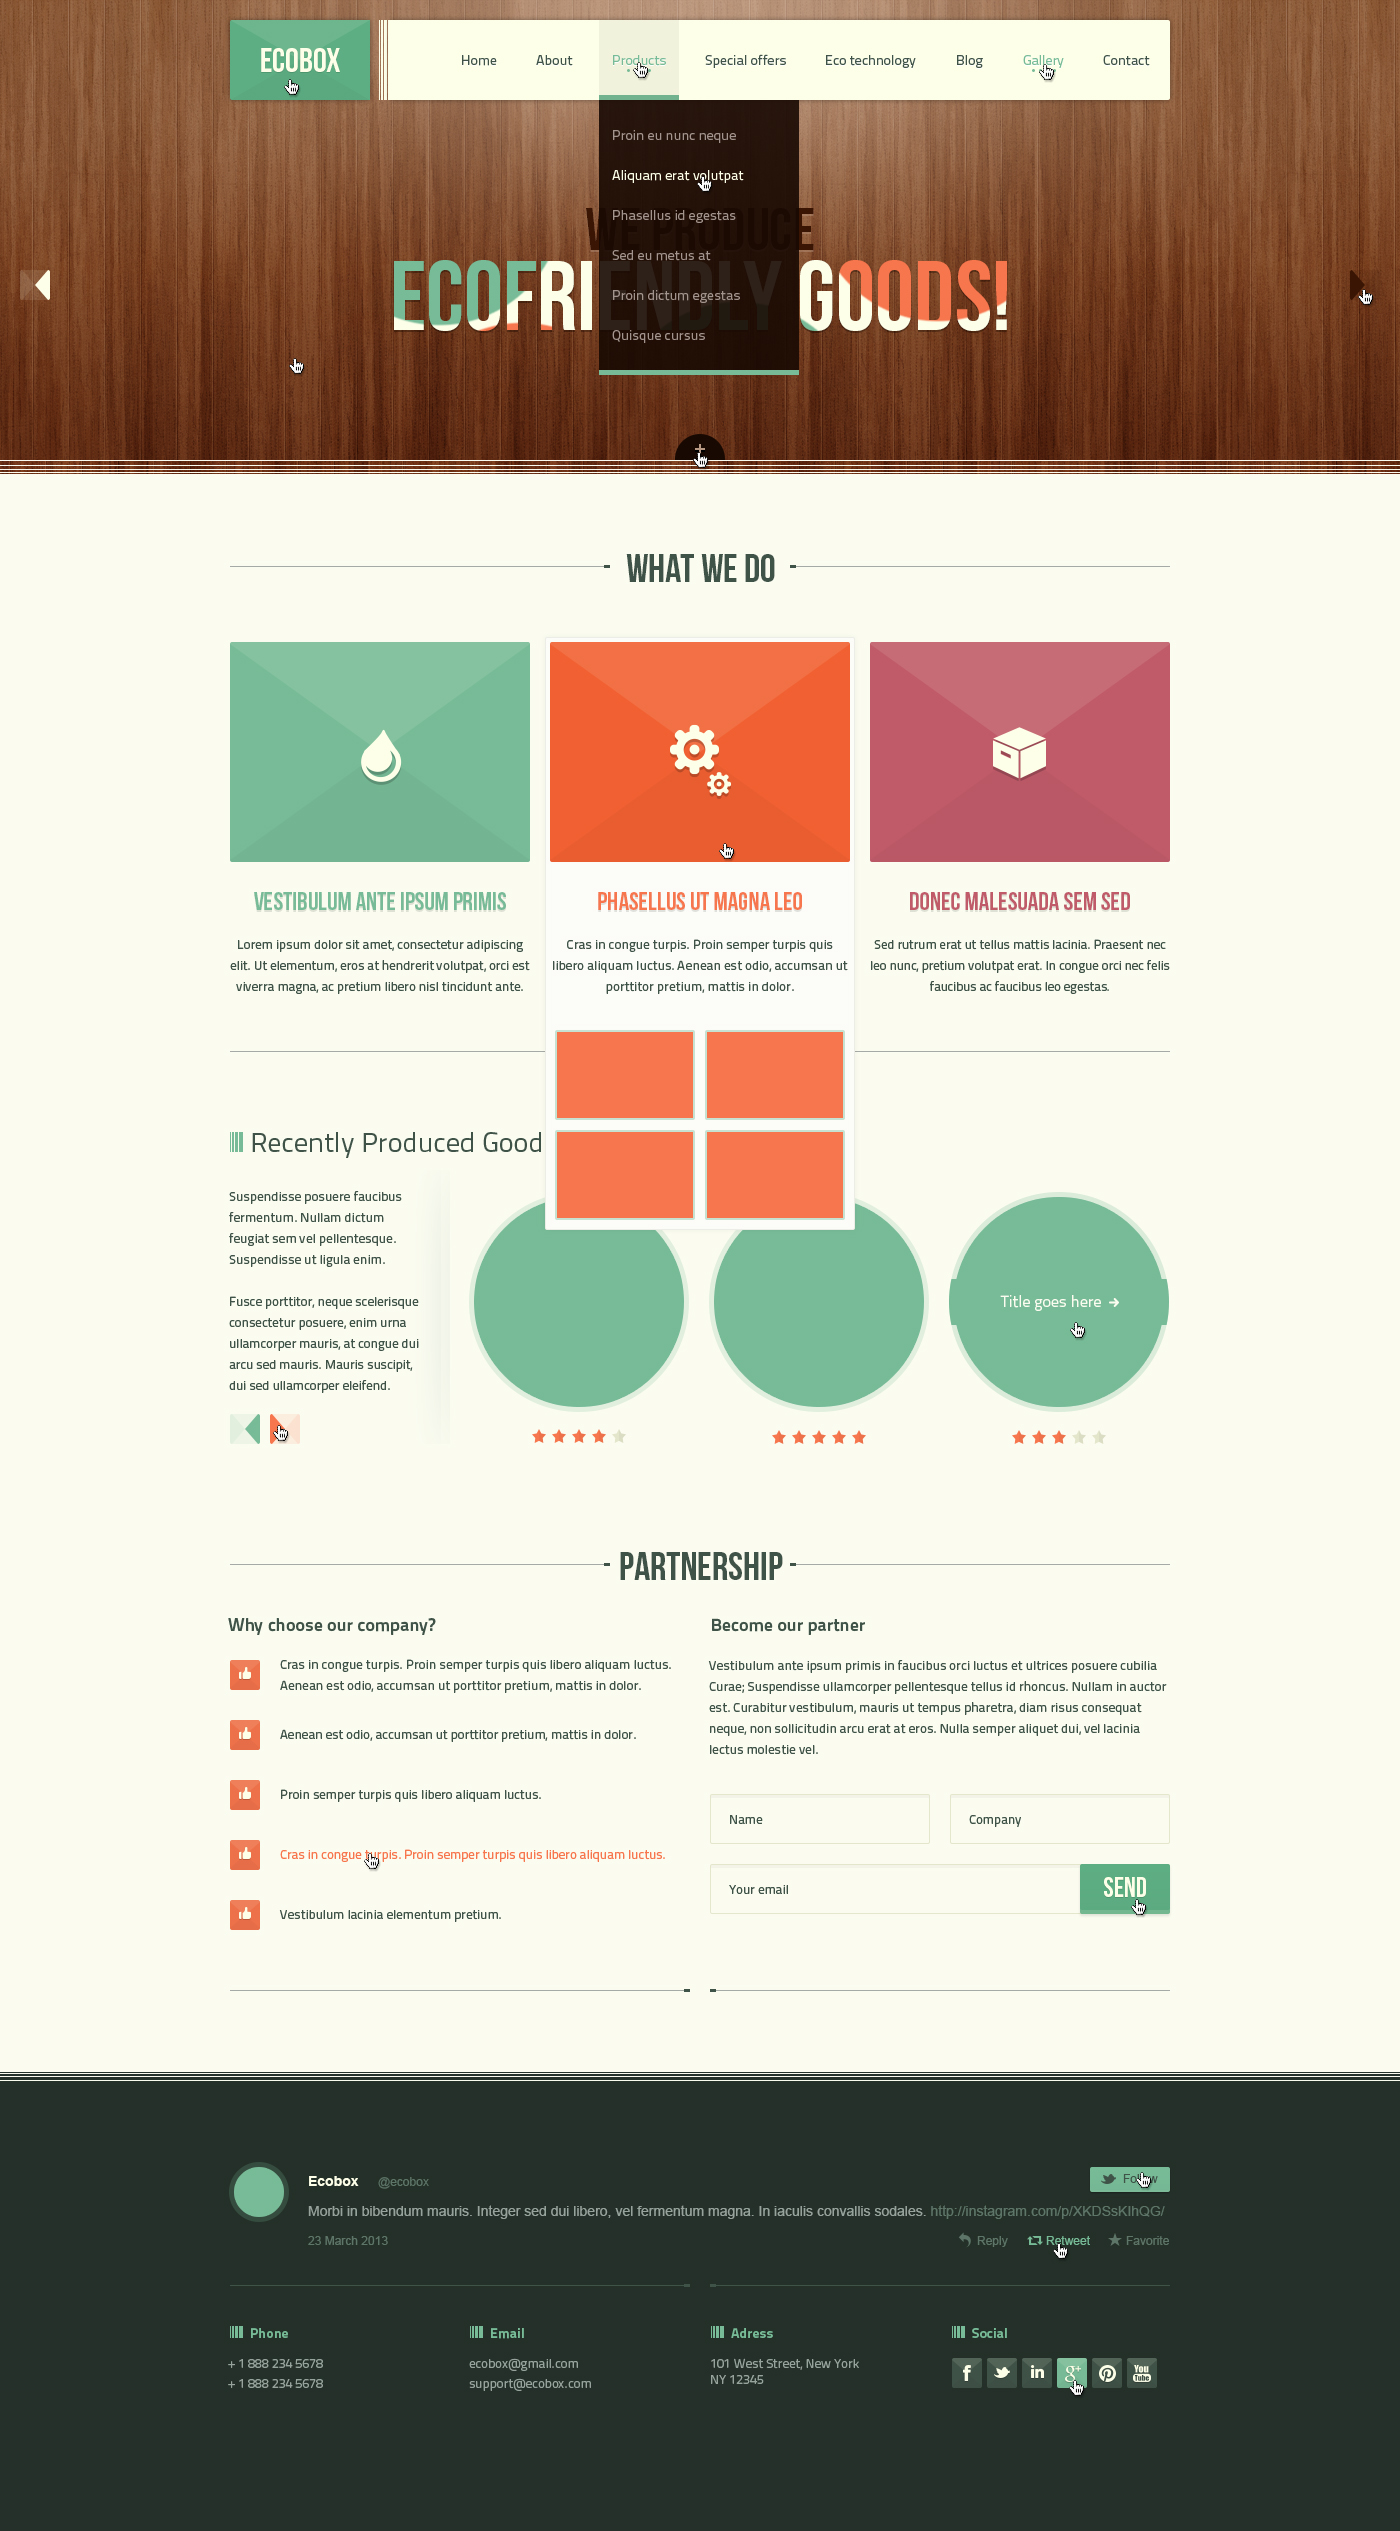 ECOBOX
Home About Products Special offers Eco technology Blog Gallery Contact
Proin eu nunc neque
Aliquam erat volutpat
Phasellus id egestas
Sed eu metus at
Proin dictum egestas
Quisque cursus
WE PRODUCE
ECOFRIENDLY GOODS!
WHAT WE DO
VESTIBULUM ANTE IPSUM PRIMIS
Lorem ipsum dolor sit amet, consectetur adipiscing
elit. Ut elementum, eros at hendrerit volutpat, orci est
viverra magna, ac pretium libero nisl tincidunt ante.
PHASELLUS UT MAGNA LEO
Cras in congue turpis. Proin semper turpis quis
libero aliquam luctus. Aenean est odio, accumsan ut
porttitor pretium, mattis in dolor.
DONEC MALESUADA SEM SED
Sed rutrum erat ut tellus mattis lacinia. Praesent nec
leo nunc, pretium volutpat erat. In congue orci nec felis
faucibus ac faucibus leo egestas.
Recently Produced Good
Suspendisse posuere faucibus
fermentum. Nullam dictum
feugiat sem vel pellentesque.
Suspendisse ut ligula enim.
Fusce porttitor, neque scelerisque
consectetur posuere, enim urna
ullamcorper mauris, at congue dui
arcu sed mauris. Mauris suscipit,
dui sed ullamcorper eleifend.
Title goes here
PARTNERSHIP
Why choose our company?
Cras in congue turpis. Proin semper turpis quis libero aliquam luctus.
Aenean est odio, accumsan ut porttitor pretium, mattis in dolor.
Aenean est odio, accumsan ut porttitor pretium, mattis in dolor.
Proin semper turpis quis libero aliquam luctus.
Cras in congue turpis. Proin semper turpis quis libero aliquam luctus.
Vestibulum lacinia elementum pretium.
Become our partner
Vestibulum ante ipsum primis in faucibus orci luctus et ultrices posuere cubilia
Curae; Suspendisse ullamcorper pellentesque tellus id rhoncus. Nullam in auctor
est. Curabitur vestibulum, mauris ut tempus pharetra, diam risus consequat
neque, non sollicitudin arcu erat at eros. Nulla semper aliquet dui, vel lacinia
lectus molestie vel.
Name
Company
Your email
SEND
Ecobox @ecobox
Follow
Morbi in bibendum mauris. Integer sed dui libero, vel fermentum magna. In iaculis convallis sodales. http://instagram.com/p/XKDSsKIhQG/
23 March 2013
Reply Retweet Favorite
Phone
+ 1 888 234 5678
+ 1 888 234 5678
Email
ecobox@gmail.com
support@ecobox.com
Adress
101 West Street, New York
NY 12345
Social
f in g+ You Tube